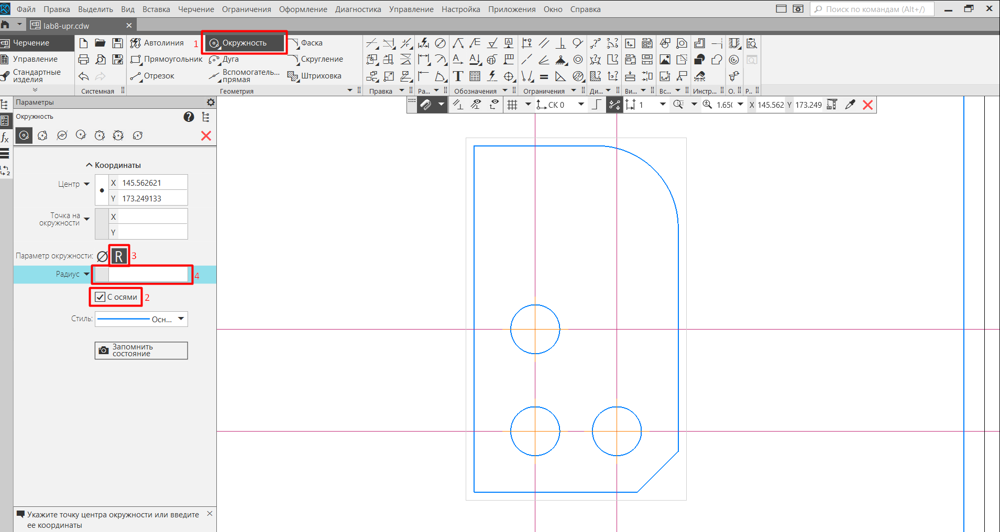 Файл Правка Выделить Вид Вставка Черчение Ограничения Оформление Диагностика Управление Настройка Приложения Окно Справка
Поиск по командам (Alt+/)
lab8-upr.cdw
Черчение
Управление
Стандартные
изделия
Системная
Автолиния
Прямоугольник
Отрезок
1
Окружность
Дуга
Вспомогатель...
прямая
Фаска
Скругление
Штриховка
Геометрия
Правка
Ра...
Обозначения
Ограничения
Ди...
Ви...
Вс...
Инстр...
О.
Р..
Параметры
Окружность
СК 0
1
1.65(
X 145.562 Y 173.249
Координаты
Центр
X 145.562621
Y 173.249133
Точка на
окружности
X
Y
Параметр окружности:
R
3
Радиус
4
С осями
2
Стиль:
Осн...
Запомнить
состояние
Укажите точку центра окружности или введите
ее координаты